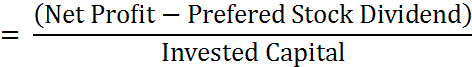 = (Net Profit − Prefered Stock Dividend)
Invested Capital